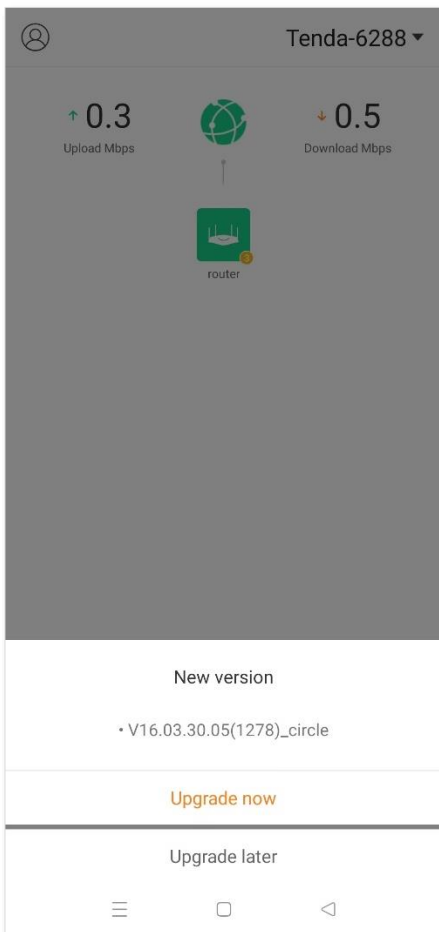 Tenda-6288
↑ 0.3
Upload Mbps
↓ 0.5
Download Mbps
3
router
New version
• V16.03.30.05(1278)_circle
Upgrade now
Upgrade later